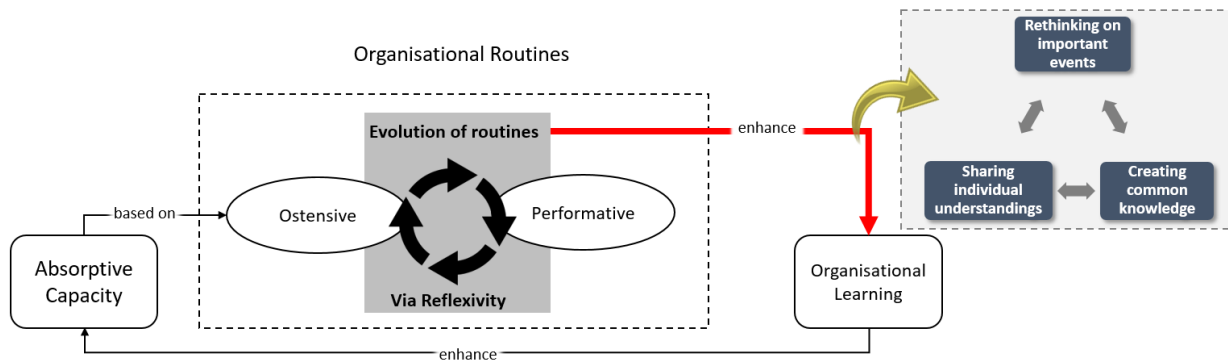 Organisational Routines
Rethinking on
important
events
Evolution of routines
enhance
Sharing
individual
understandings
Creating
common
knowledge
based on
Ostensive
Performative
Absorptive
Capacity
Via Reflexivity
Organisational
Learning
enhance